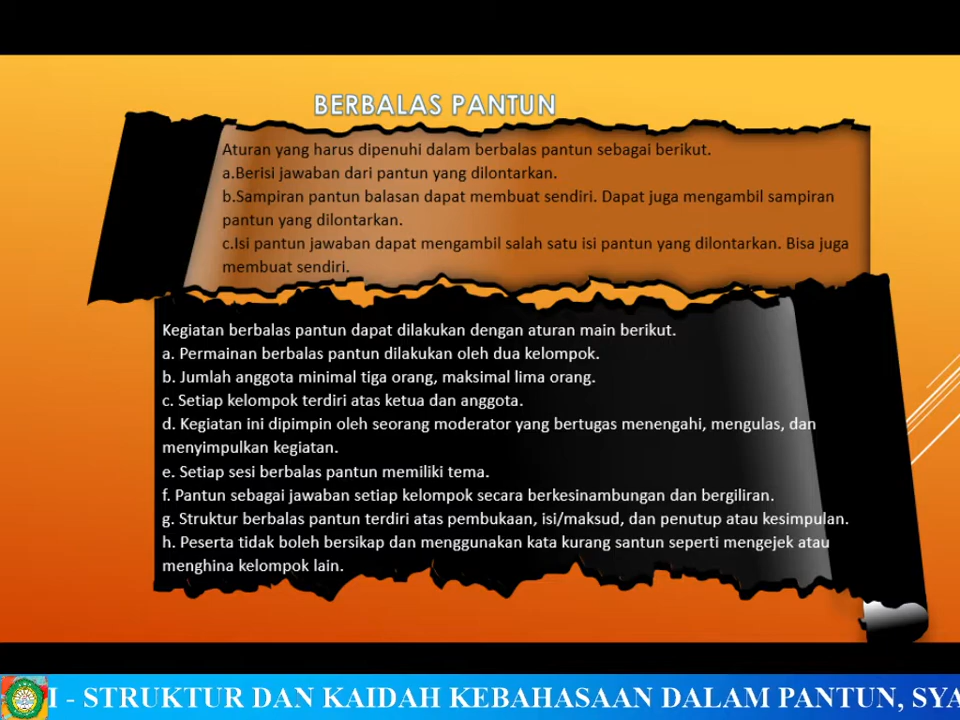 BERBALAS PANTUN
Aturan yang harus dipenuhi dalam berbalas pantun sebagai berikut.
a.Berisi jawaban dari pantun yang dilontarkan.
b.Sampiran pantun balasan dapat membuat sendiri. Dapat juga mengambil sampiran
pantun yang dilontarkan.
c.Isi pantun jawaban dapat mengambil salah satu isi pantun yang dilontarkan. Bisa juga
membuat sendiri.
Kegiatan berbalas pantun dapat dilakukan dengan aturan main berikut.
a. Permainan berbalas pantun dilakukan oleh dua kelompok.
b. Jumlah anggota minimal tiga orang, maksimal lima orang.
c. Setiap kelompok terdiri atas ketua dan anggota.
d. Kegiatan ini dipimpin oleh seorang moderator yang bertugas menengahi, mengulas, dan
menyimpulkan kegiatan.
e. Setiap sesi berbalas pantun memiliki tema.
f. Pantun sebagai jawaban setiap kelompok secara berkesinambungan dan bergiliran.
g. Struktur berbalas pantun terdiri atas pembukaan, isi/maksud, dan penutup atau kesimpulan.
h. Peserta tidak boleh bersikap dan menggunakan kata kurang santun seperti mengejek atau
menghina kelompok lain.
I - STRUKTUR DAN KAIDAH KEBAHASAAN DALAM PANTUN, SYA